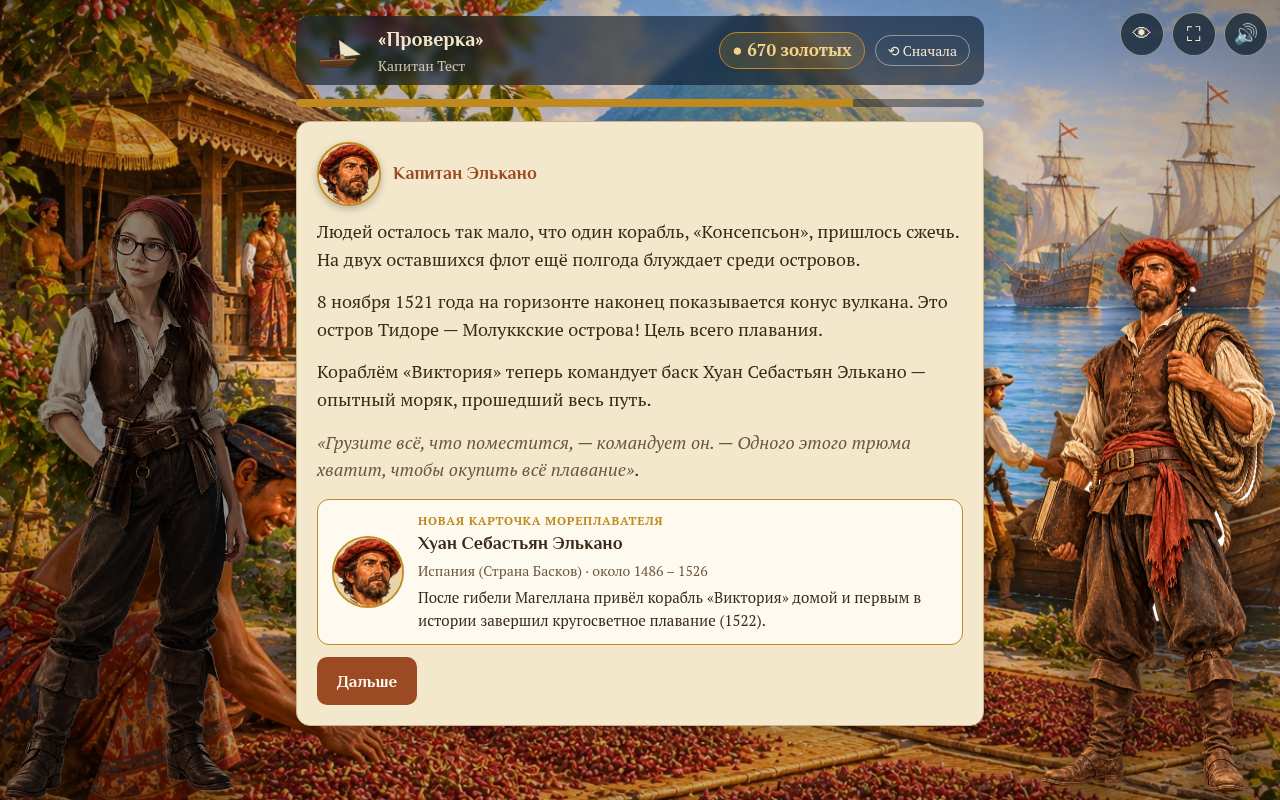 «Проверка»
Капитан Тест
● 670 золотых
⟲ Сначала
Капитан Элькано
Людей осталось так мало, что один корабль, «Консепсьон», пришлось сжечь.
На двух оставшихся флот ещё полгода блуждает среди островов.
8 ноября 1521 года на горизонте наконец показывается конус вулкана. Это
остров Тидоре — Молуккские острова! Цель всего плавания.
Кораблём «Виктория» теперь командует баск Хуан Себастьян Элькано —
опытный моряк, прошедший весь путь.
«Грузите всё, что поместится, — командует он. — Одного этого трюма
хватит, чтобы окупить всё плавание».
НОВАЯ КАРТОЧКА МОРЕПЛАВАТЕЛЯ
Хуан Себастьян Элькано
Испания (Страна Басков) · около 1486 – 1526
После гибели Магеллана привёл корабль «Виктория» домой и первым в
истории завершил кругосветное плавание (1522).
Дальше